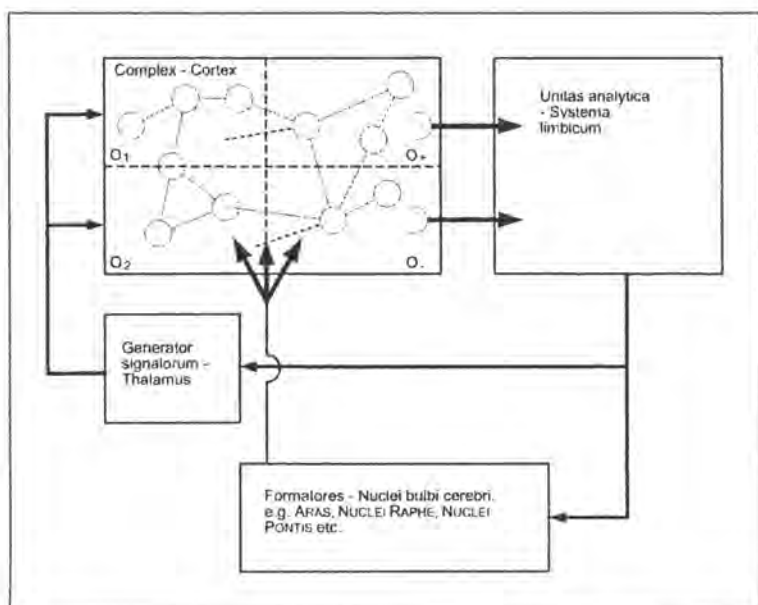 Complex - Cortex
O1
O+
O2
O-
Unitas analytica
- Systema
limbicum
Generator
signalorum -
Thalamus
Formalores - Nuclei bulbi cerebri,
e.g. ARAS, NUCLEI RAPHE, NUCLEI
PONTIS etc.